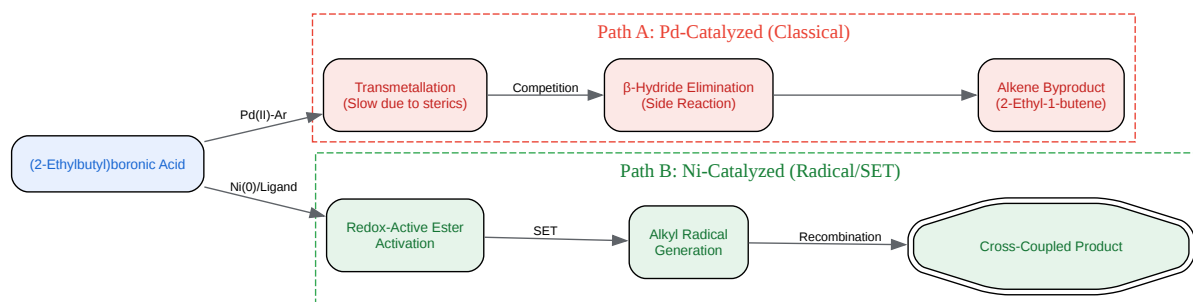 Path A: Pd-Catalyzed (Classical)
Transmetallation
(Slow due to sterics)
Competition
β-Hydride Elimination
(Side Reaction)
Alkene Byproduct
(2-Ethyl-1-butene)
Pd(II)-Ar
(2-Ethylbutyl)boronic Acid
Ni(0)/Ligand
Path B: Ni-Catalyzed (Radical/SET)
Redox-Active Ester
Activation
SET
Alkyl Radical
Generation
Recombination
Cross-Coupled Product